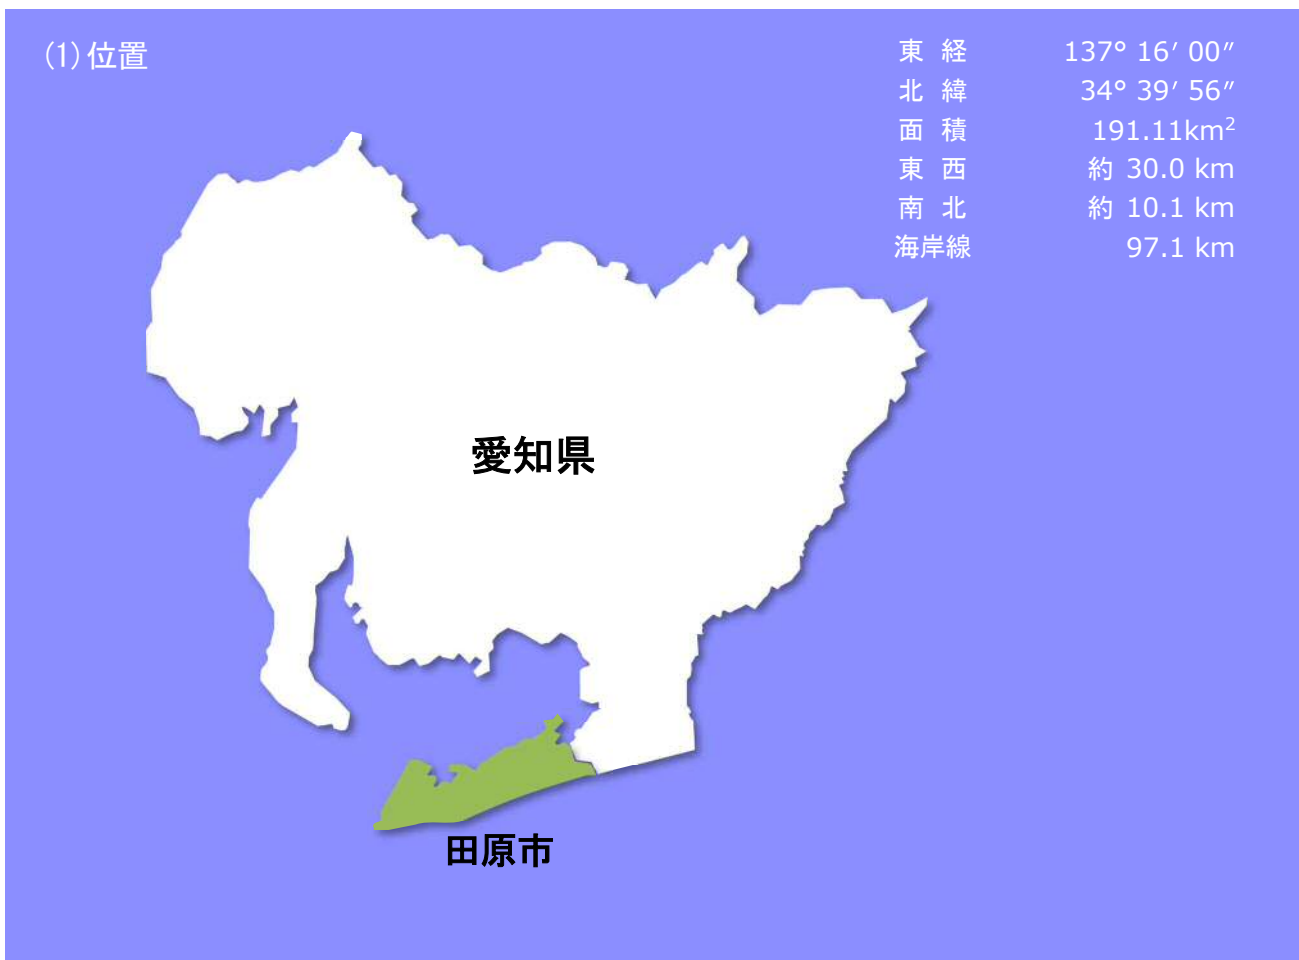 (1)位置
東 経 137° 16′ 00″
北 緯 34° 39′ 56″
面 積 191.11km²
東 西 約 30.0 km
南 北 約 10.1 km
海岸線 97.1 km
愛知県
田原市